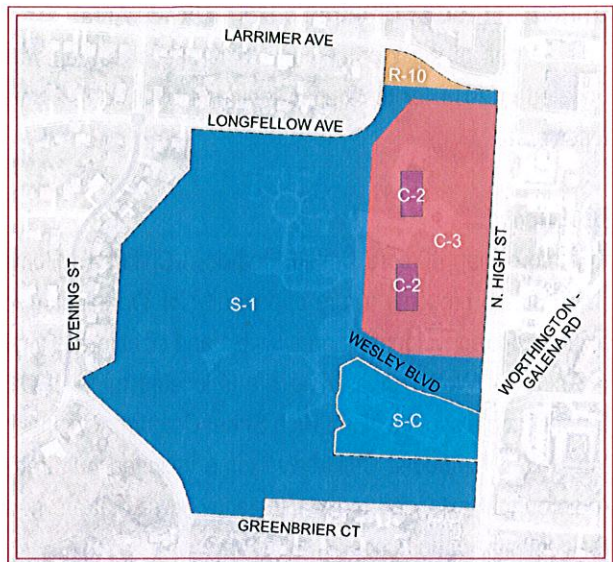 LARRIMER AVE
R-10
LONGFELLOW AVE
C-2
C-3
N. HIGH ST.
C-2
S-1
EVENING ST
WESLEY BLVD
WORTHINGTON -
GALENA RD
S-C
GREENBRIER CT